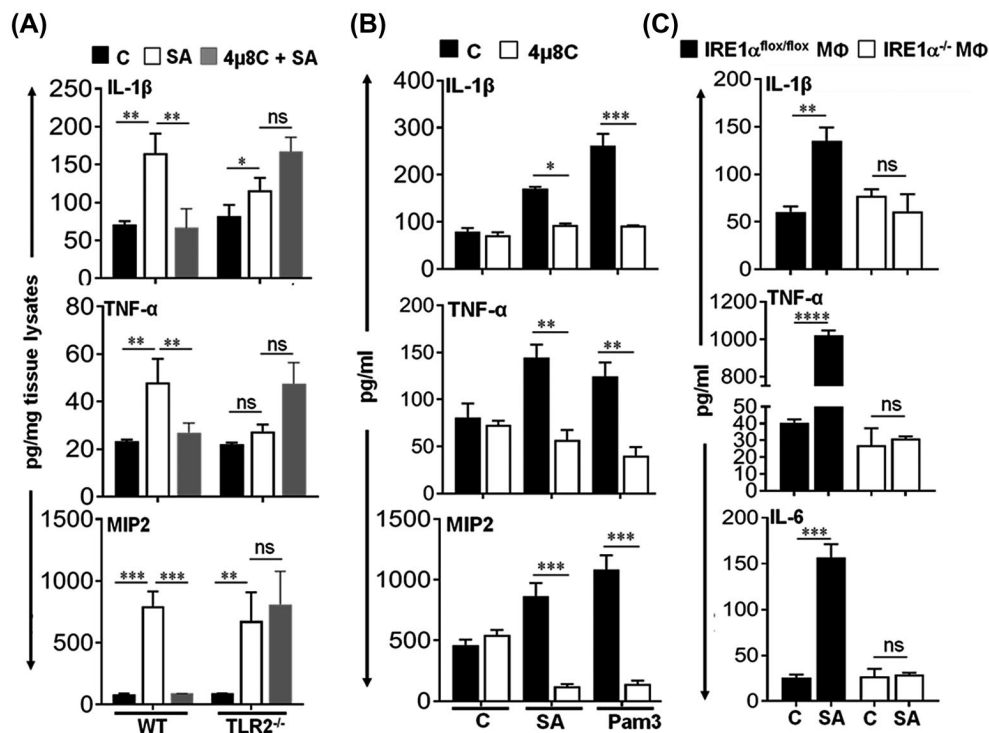 (A)
C SA 4µ8C + SA
IL-1β
250
200
150
100
50
0
** ** * ns
TNF-α
60
40
20
0
** ** ns ns
MIP2
1500
1000
500
0
*** *** ** ns
WT TLR2-/-
pg/mg tissue lysates
(B)
C 4µ8C
IL-1β
400
300
200
100
0
* ***
TNF-α
200
150
100
50
0
** **
MIP2
1500
1000
500
0
*** ***
C SA Pam3
pg/ml
(C)
IRE1αflox/flox MΦ IRE1α-/- MΦ
IL-1β
200
150
100
50
0
** ns
TNF-α
1200
1000
800
40
30
20
10
0
**** ns
IL-6
200
150
100
50
0
*** ns
C SA C SA
pg/ml